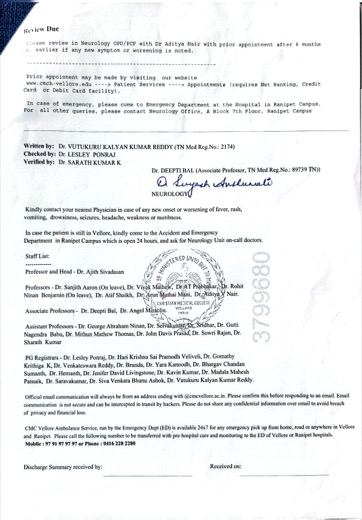 Review Due
Please review in Neurology OPD/PCF with Dr Aditya Nair with prior appointment after 6 months
earlier if any new symptom or worsening is noted.
Prior appointment may be made by visiting our website
www.cmch-vellore.edu ----> Patient Services ----> Appointments (requires Net Banking, Credit
Card or Debit Card facility).
In case of emergency, please come to Emergency Department at the Hospital in Ranipet Campus.
For all other queries, please contact Neurology Office, A Block 7th Floor, Ranipet Campus
Written by: Dr. VUTUKURU KALYAN KUMAR REDDY (TN Med Reg.No: 2174)
Checked by: Dr. LESLEY PONRAJ
Verified by: Dr. SARATH KUMAR K
Dr. DEEPTI BAL (Associate Professor, TN Med Reg.No: 89739 TN))
NEUROLOGY
Kindly contact your nearest Physician in case of any new onset or worsening of fever, rash,
vomiting, drowsiness, seizures, headache, weakness or numbness.
In case the patient is still in Vellore, kindly come to the Accident and Emergency
Department in Ranipet Campus which is open 24 hours, and ask for Neurology Unit on-call doctors.
Staff List:
Professor and Head - Dr. Ajith Sivadasan
Professors - Dr. Sanjith Aaron (On leave), Dr. Vivek Mathew, Dr. AT Prabhakar, Dr. Rohit
Ninan Benjamin (On leave), Dr. Atif Shaikh, Dr. Arun Mathai Mani, Dr. Aditya V Nair.
CHRISTIAN MEDICAL COLLEGE
VELLORE
INDIA
3799680
Associate Professors - Dr. Deepti Bal, Dr. Angel
Assistant Professors - Dr. George Abraham Ninan, Dr. Selvakumar, Dr. Sridhar, Dr. Gutti
Nagendra Babu, Dr. Mithun Mathew Thomas, Dr. John Davis Prasad, Dr. Sowri Rajan, Dr.
Sharath Kumar
PG Registrars - Dr. Lesley Ponraj, Dr. Hari Krishna Sai Pramodh Veliveli, Dr. Gomathy
Krithiga K, Dr. Venkateswara Reddy, Dr. Brunda, Dr. Yara Kannodh, Dr. Bhargav Chandan
Sumanth, Dr. Hemanth, Dr. Jenifer David Livingstone, Dr. Kavin Kumar, Dr. Madala Mahesh
Patnaik, Dr. Saravakumar, Dr. Siva Venkata Bhanu Ashok, Dr. Vutukuru Kalyan Kumar Reddy.
Official email communication will always be from an address ending with @cmcvellore.ac.in. Please confirm this before responding to an email. Email
communication is not secure and can be intercepted in transit by hackers. Please do not share any confidential information over email to avoid breach
of privacy and financial loss.
CMC Vellore Ambulance Service, run by the Emergency Dept (ED) is available 24x7 for any emergency pick up from home, road or anywhere in Vellore
and Ranipet. Please call the following number to be transferred with pre-hospital care and monitoring to the ED of Vellore or Ranipet hospitals.
Mobile : 97 91 97 97 97 or Phone : 0416 228 2280
Discharge Summary received by:
Received on: